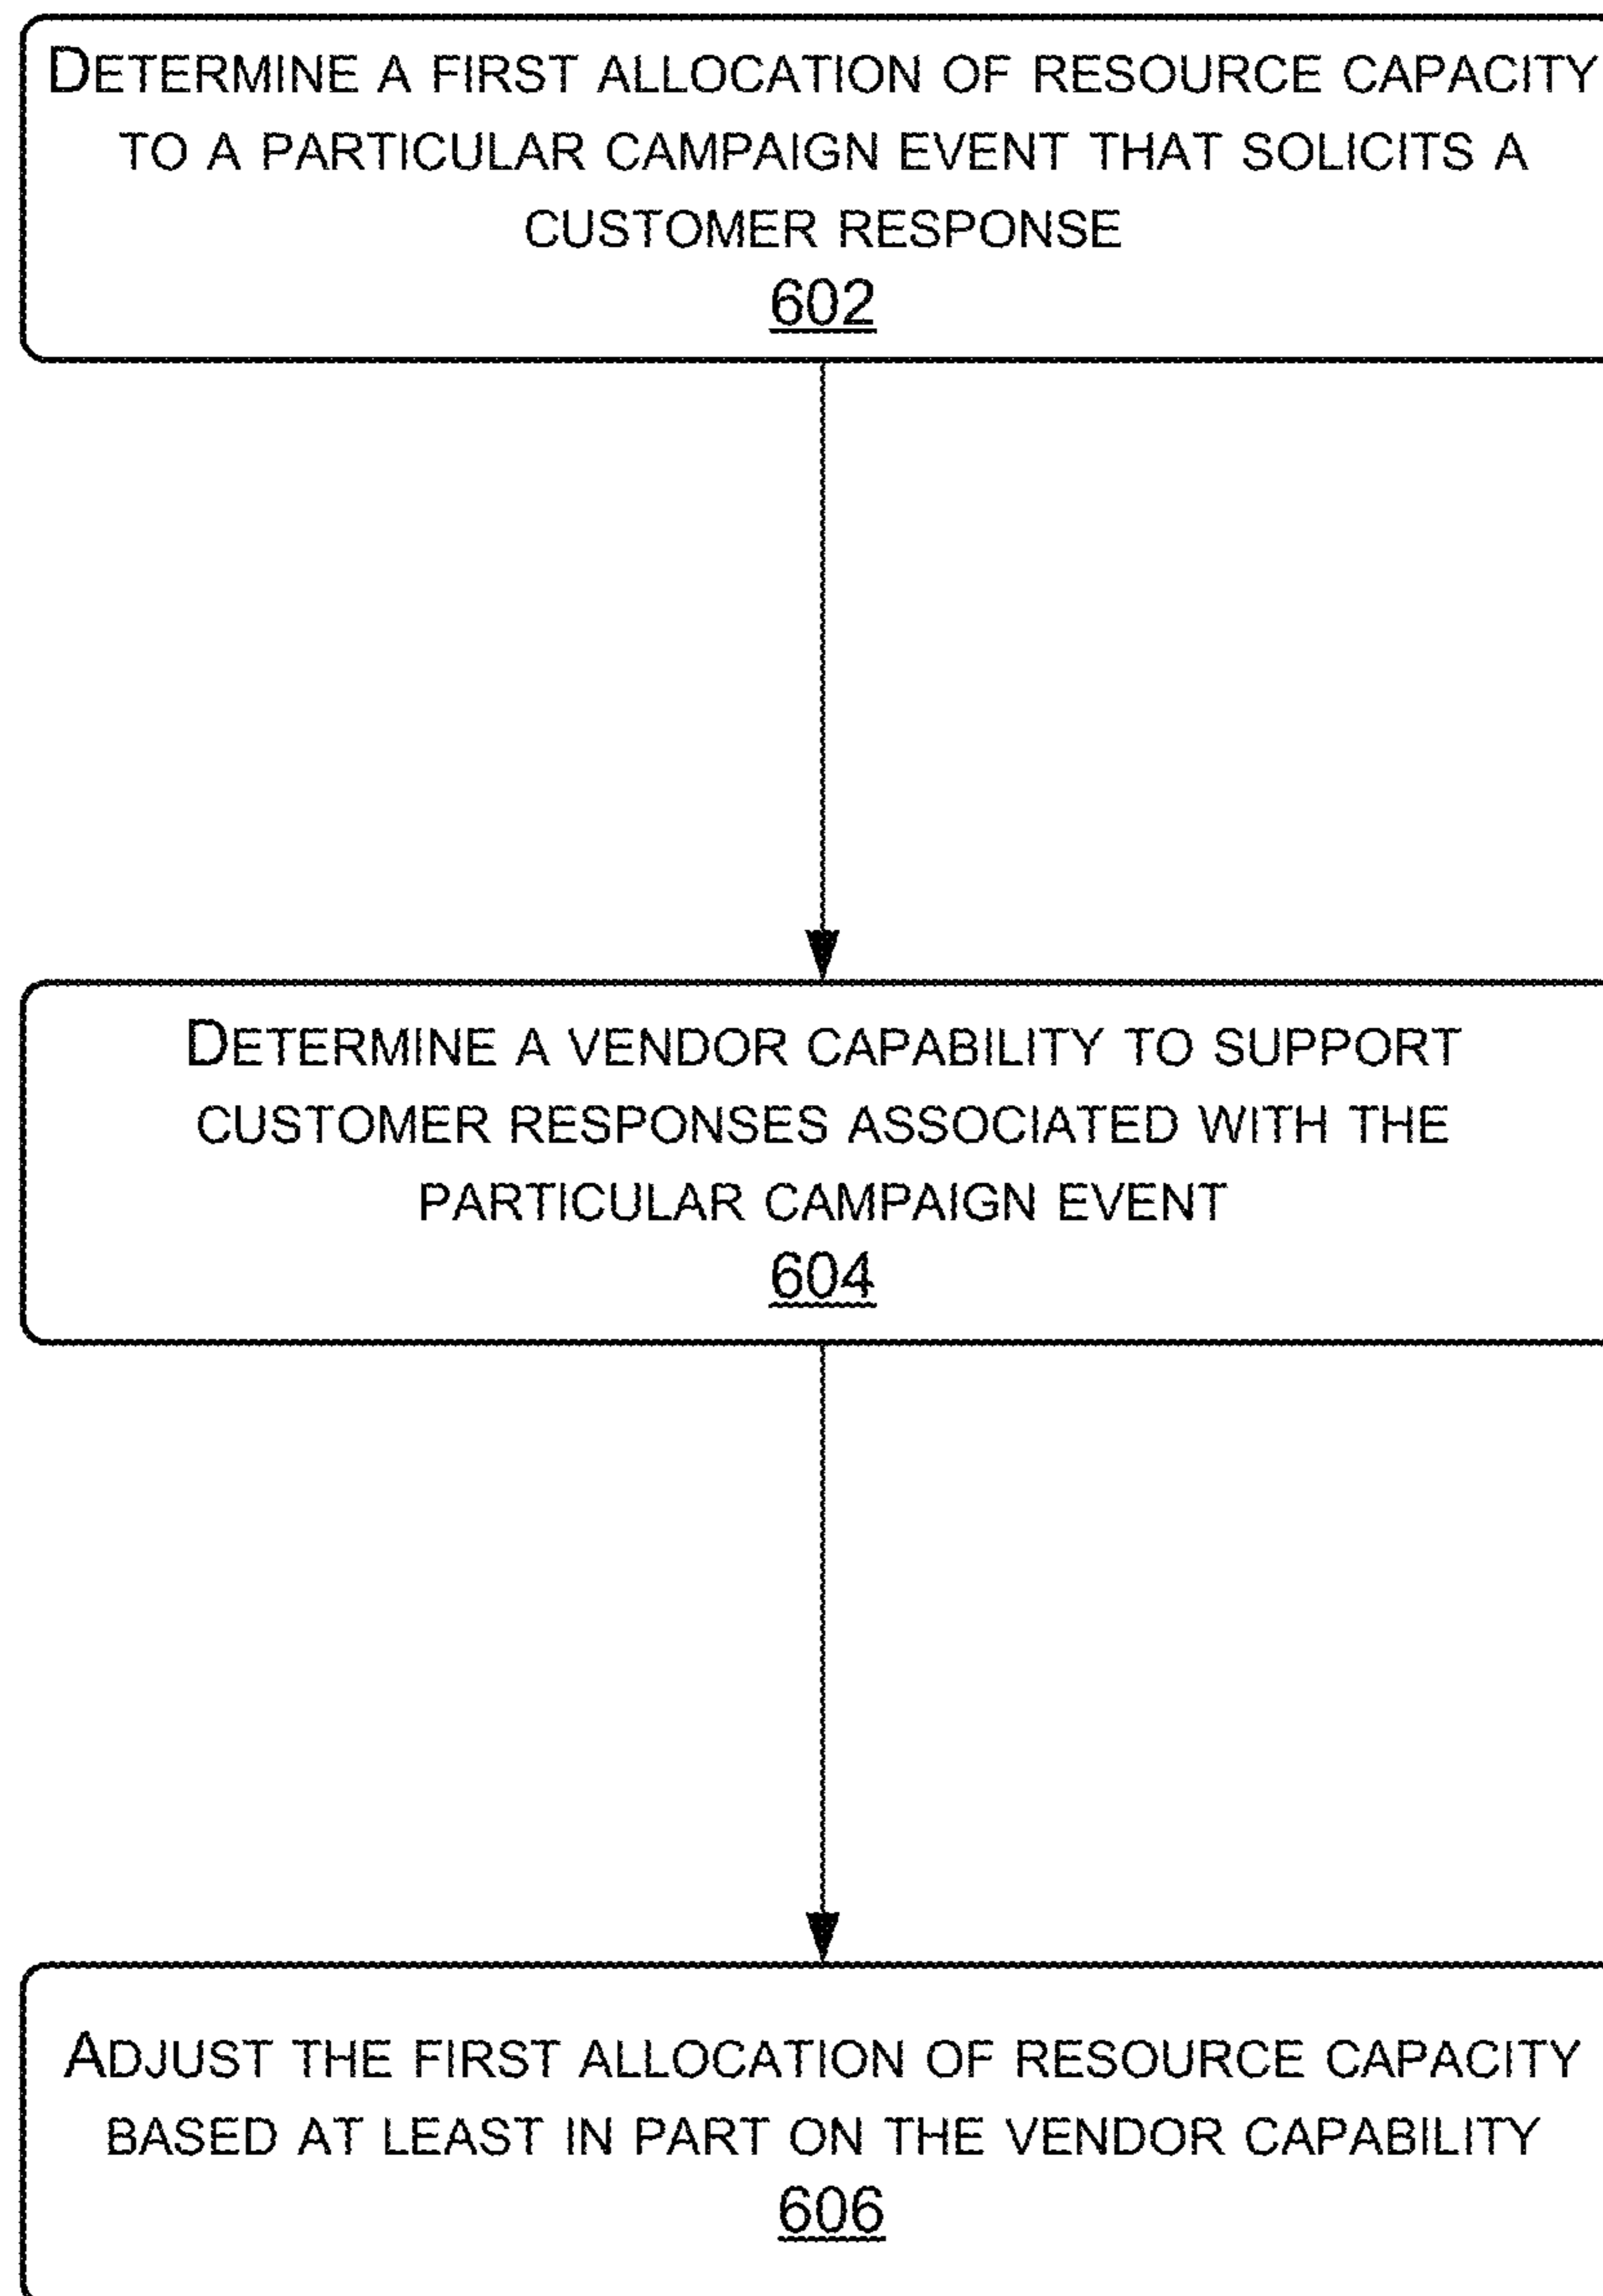 DETERMINE A FIRST ALLOCATION OF RESOURCE CAPACITY
TO A PARTICULAR CAMPAIGN EVENT THAT SOLICITS A
CUSTOMER RESPONSE
602
DETERMINE A VENDOR CAPABILITY TO SUPPORT
CUSTOMER RESPONSES ASSOCIATED WITH THE
PARTICULAR CAMPAIGN EVENT
604
ADJUST THE FIRST ALLOCATION OF RESOURCE CAPACITY
BASED AT LEAST IN PART ON THE VENDOR CAPABILITY
606